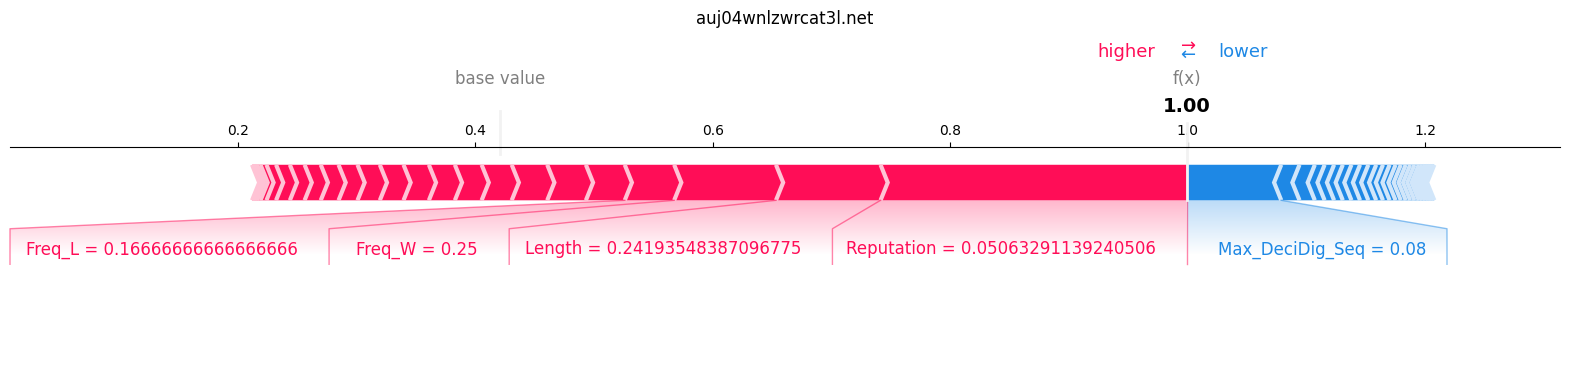 auj04wnlzwrcat3l.net
higher ⇄ lower
base value f(x)
1.00
0.2 0.4 0.6 0.8 1.0 1.2
Freq_L = 0.16666666666666666 Freq_W = 0.25 Length = 0.24193548387096775 Reputation = 0.05063291139240506 Max_DeciDig_Seq = 0.08